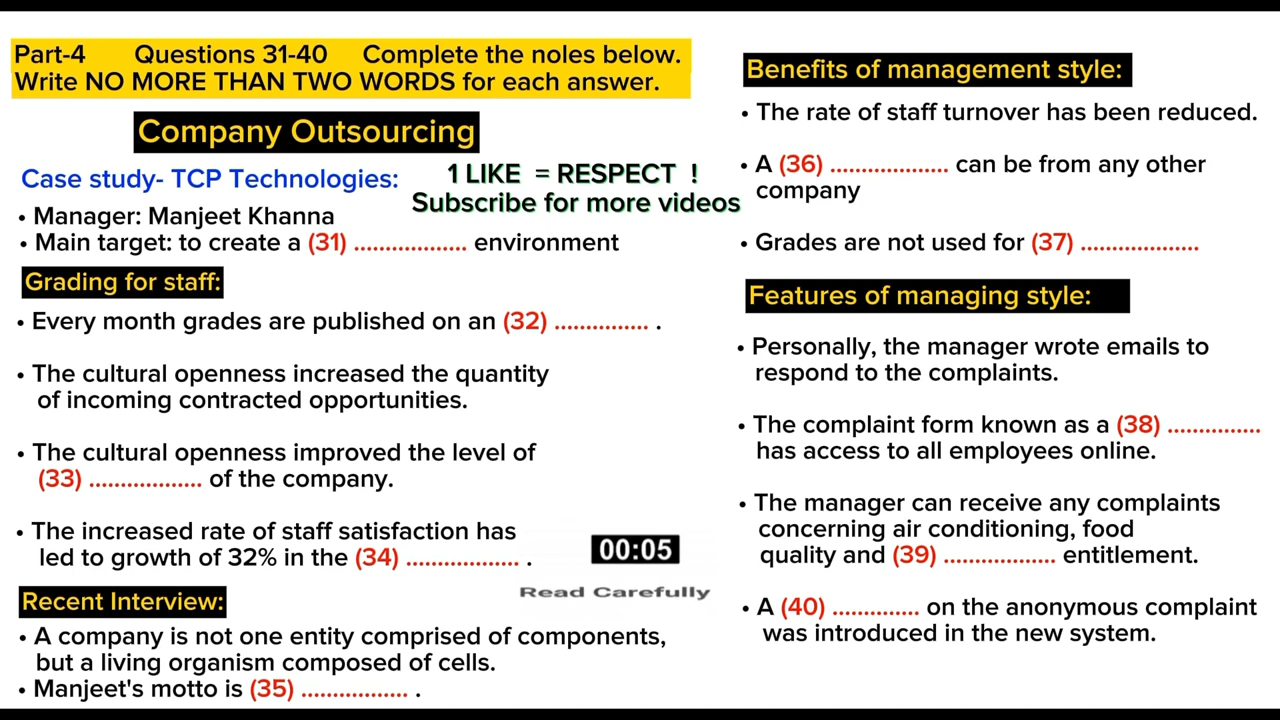 Part-4 Questions 31-40 Complete the noles below.
Write NO MORE THAN TWO WORDS for each answer.
Company Outsourcing
Case study- TCP Technologies:
1 LIKE = RESPECT !
Subscribe for more videos
• Manager: Manjeet Khanna
• Main target: to create a (31) .................. environment
Grading for staff:
• Every month grades are published on an (32) ............... .
• The cultural openness increased the quantity
of incoming contracted opportunities.
• The cultural openness improved the level of
(33) .................. of the company.
• The increased rate of staff satisfaction has
led to growth of 32% in the (34) .................. .
00:05
Read Carefully
Recent Interview:
• A company is not one entity comprised of components,
but a living organism composed of cells.
• Manjeet's motto is (35) ................. .
Benefits of management style:
• The rate of staff turnover has been reduced.
• A (36) ................... can be from any other
company
• Grades are not used for (37) ...................
Features of managing style:
• Personally, the manager wrote emails to
respond to the complaints.
• The complaint form known as a (38) ...............
has access to all employees online.
• The manager can receive any complaints
concerning air conditioning, food
quality and (39) .................. entitlement.
• A (40) .............. on the anonymous complaint
was introduced in the new system.